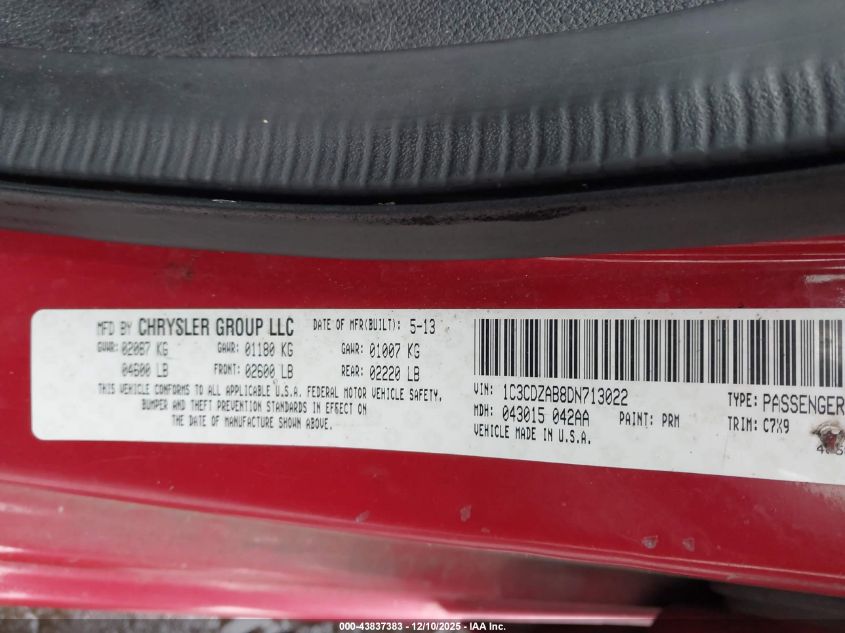 MFD BY CHRYSLER GROUP LLC DATE OF MFR(BUILT): 5-13
GVWR: 02087 KG GAWR: 01180 KG GAWR: 01007 KG
04600 LB FRONT: 02600 LB REAR: 02220 LB
THIS VEHICLE CONFORMS TO ALL APPLICABLE U.S.A. FEDERAL MOTOR VEHICLE SAFETY,
BUMPER AND THEFT PREVENTION STANDARDS IN EFFECT ON
THE DATE OF MANUFACTURE SHOWN ABOVE.
VIN: 1C3CDZAB8DN713022 TYPE: PASSENGER
MDH: 043015 042AA PAINT: PRM TRIM: C7X9
VEHICLE MADE IN U.S.A.
000-43837383 — 12/10/2025 — IAA Inc.